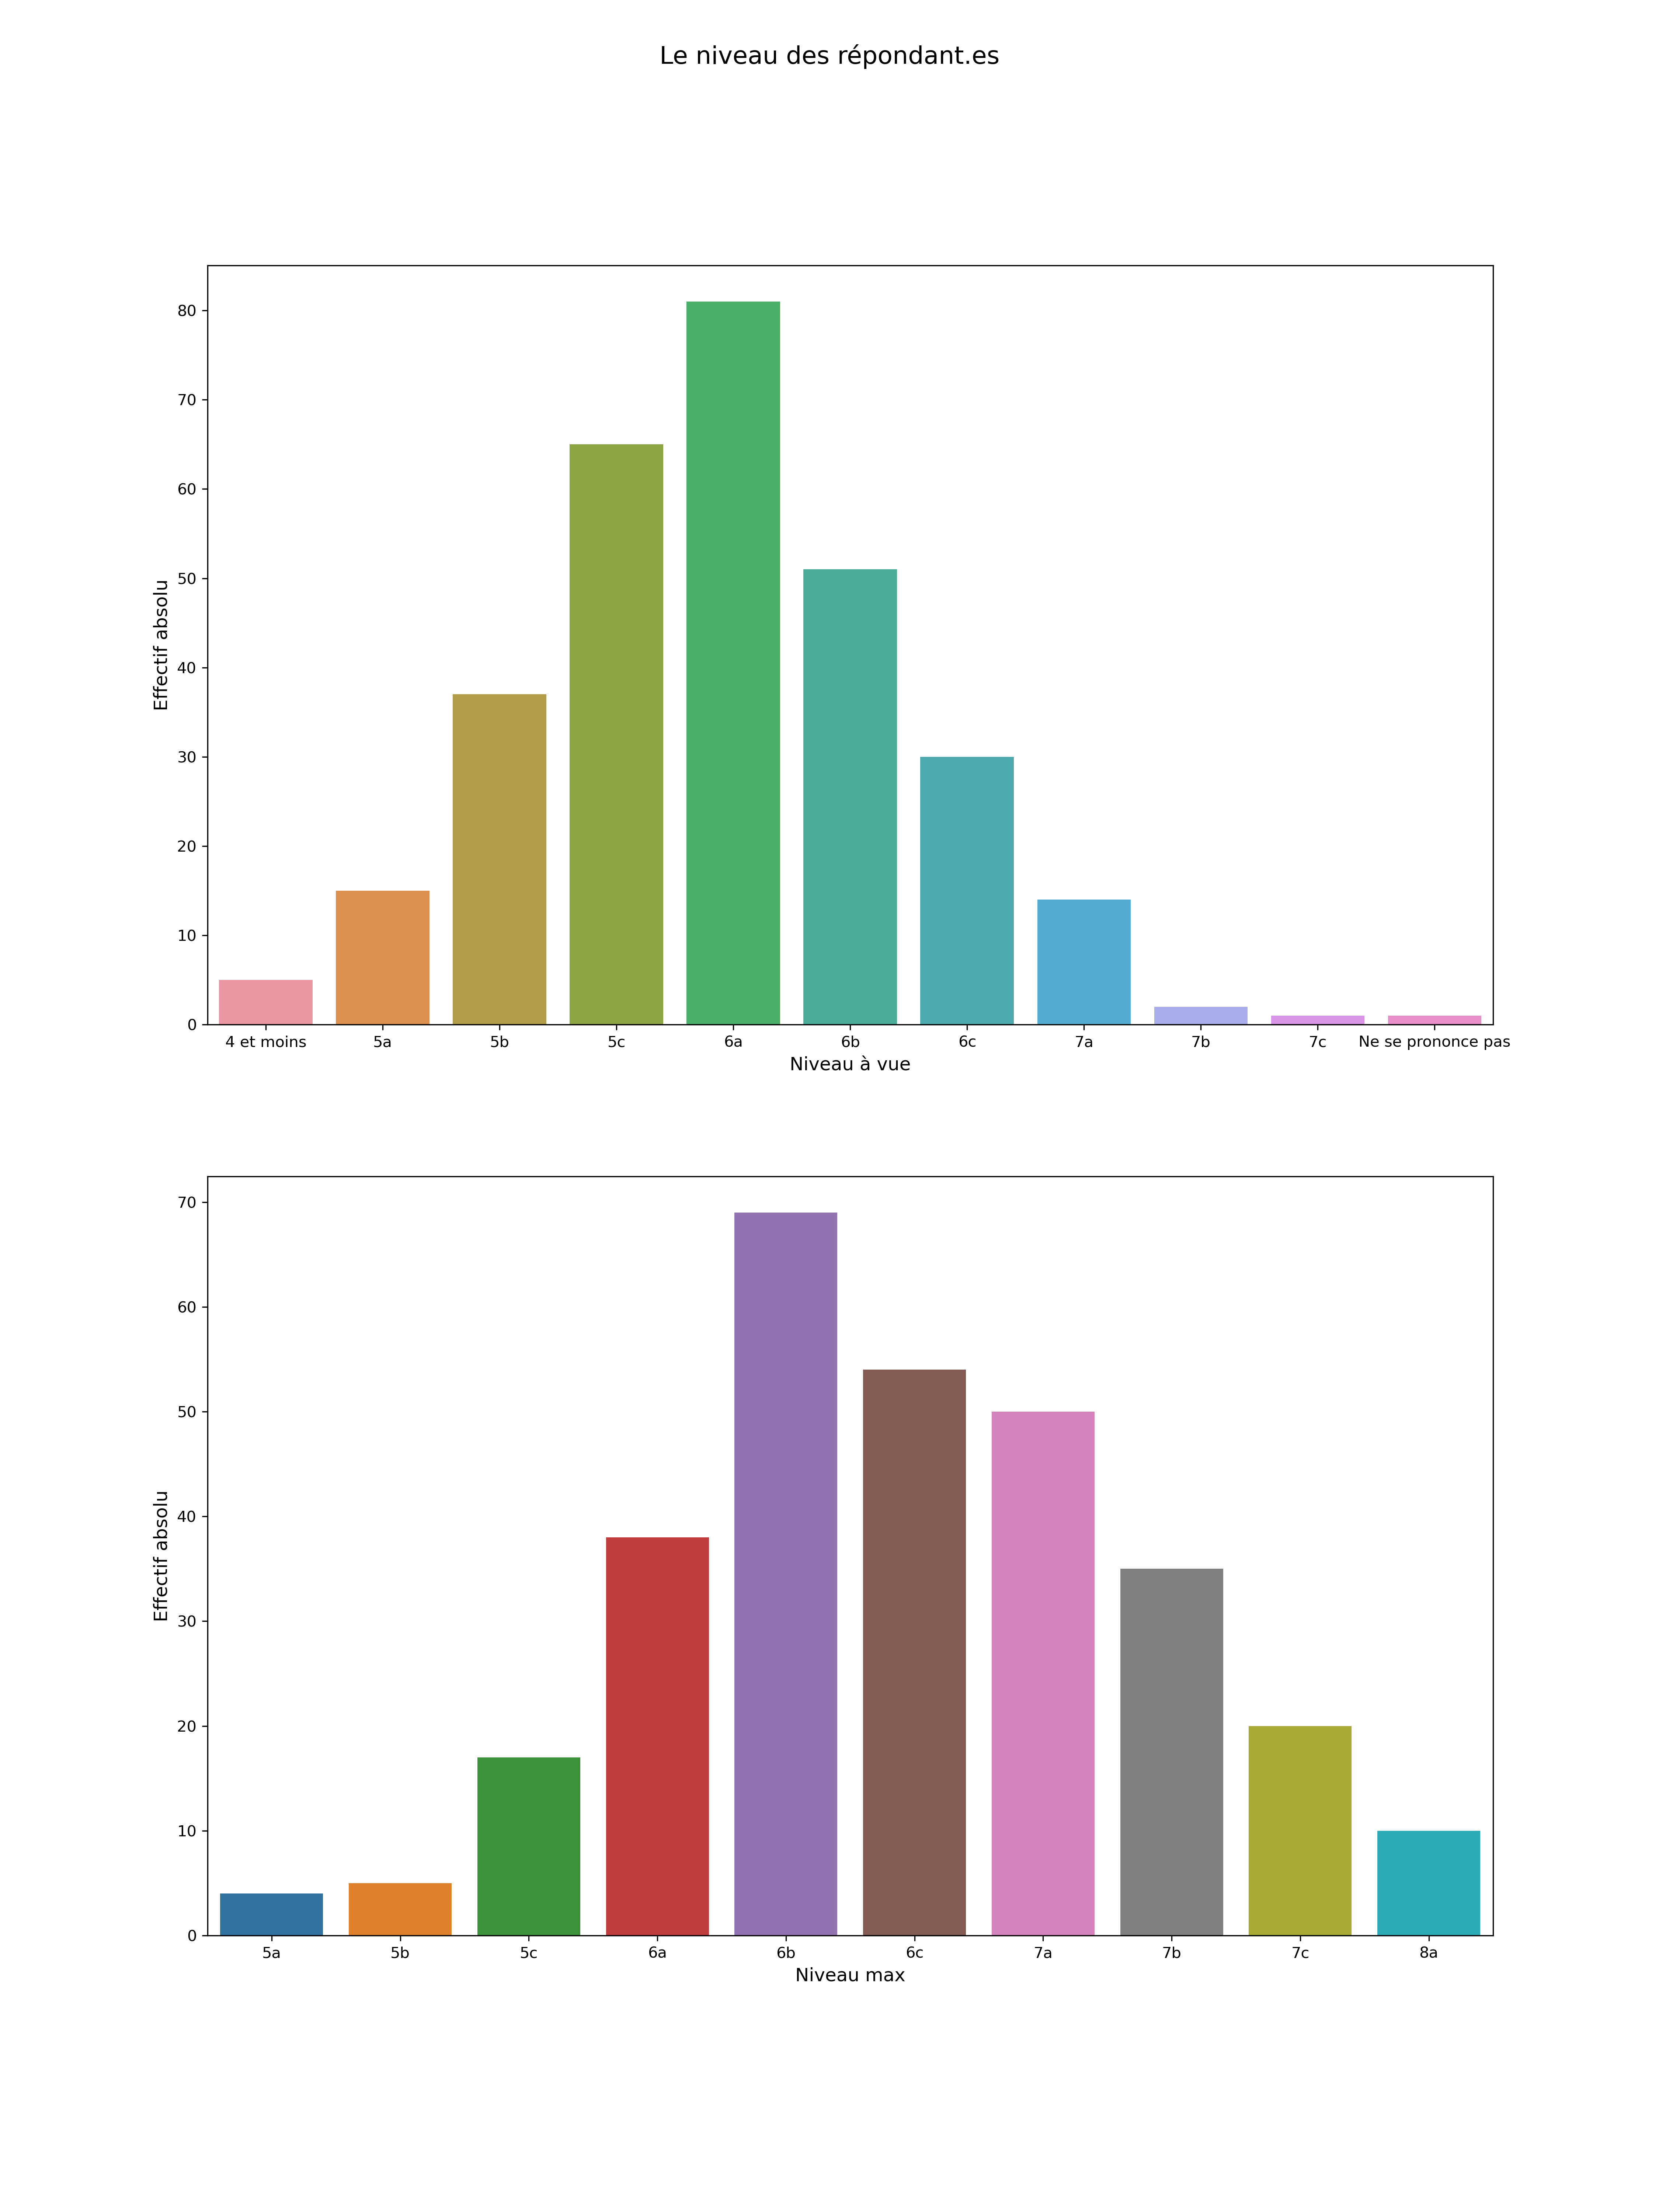 Le niveau des répondant.es
80
70
60
50
40
30
20
10
0
Effectif absolu
4 et moins 5a 5b 5c 6a 6b 6c 7a 7b 7c Ne se prononce pas
Niveau à vue
70
60
50
40
30
20
10
0
Effectif absolu
5a 5b 5c 6a 6b 6c 7a 7b 7c 8a
Niveau max